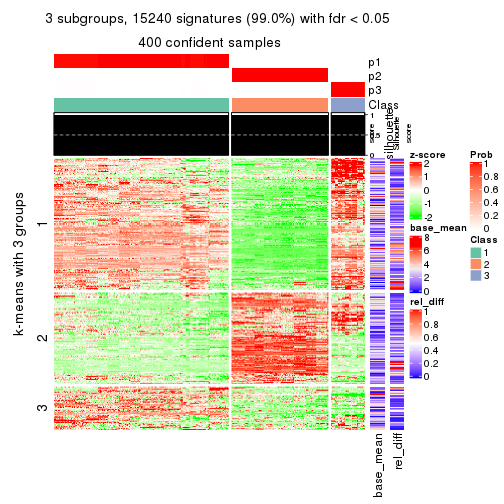 3 subgroups, 15240 signatures (99.0%) with fdr < 0.05
400 confident samples
p1
p2
p3
Class
1
0.5
0
silhouette
score
Silhouette
score
score
k-means with 3 groups
1
2
3
z-score
2
1
0
-1
-2
base_mean
8
6
4
2
0
rel_diff
1
0.8
0.6
0.4
0.2
0
Prob
1
0.8
0.6
0.4
0.2
0
Class
1
2
3
base_mean
rel_diff